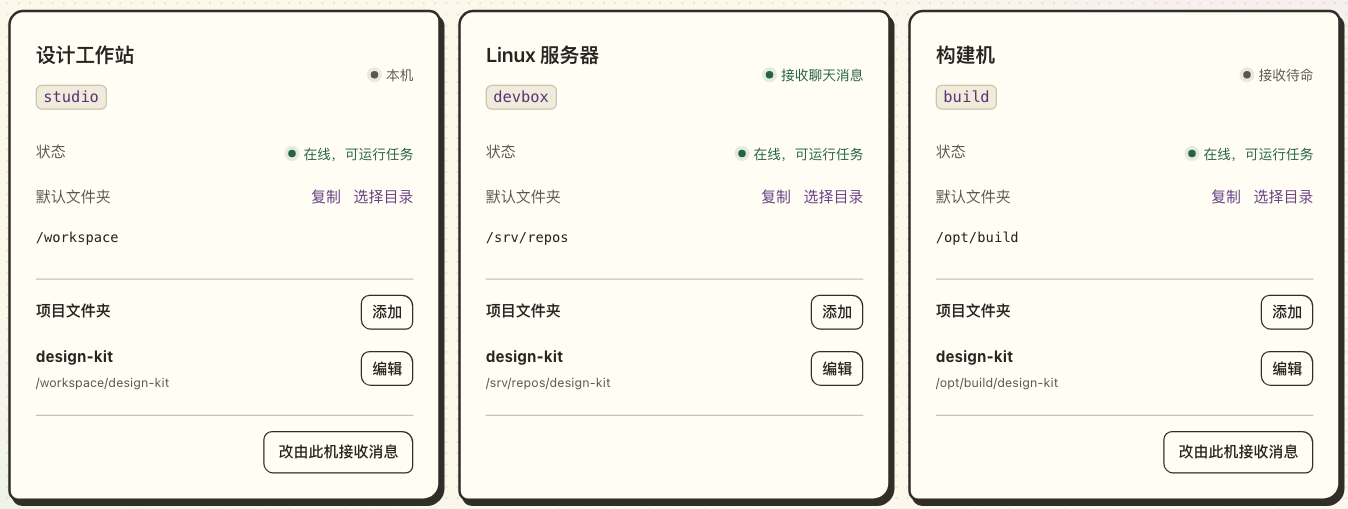 设计工作站
本机
studio
状态
在线，可运行任务
默认文件夹
复制 选择目录
/workspace
项目文件夹
添加
design-kit
/workspace/design-kit
编辑
改由此机接收消息
Linux 服务器
接收聊天消息
devbox
状态
在线，可运行任务
默认文件夹
复制 选择目录
/srv/repos
项目文件夹
添加
design-kit
/srv/repos/design-kit
编辑
构建机
接收待命
build
状态
在线，可运行任务
默认文件夹
复制 选择目录
/opt/build
项目文件夹
添加
design-kit
/opt/build/design-kit
编辑
改由此机接收消息